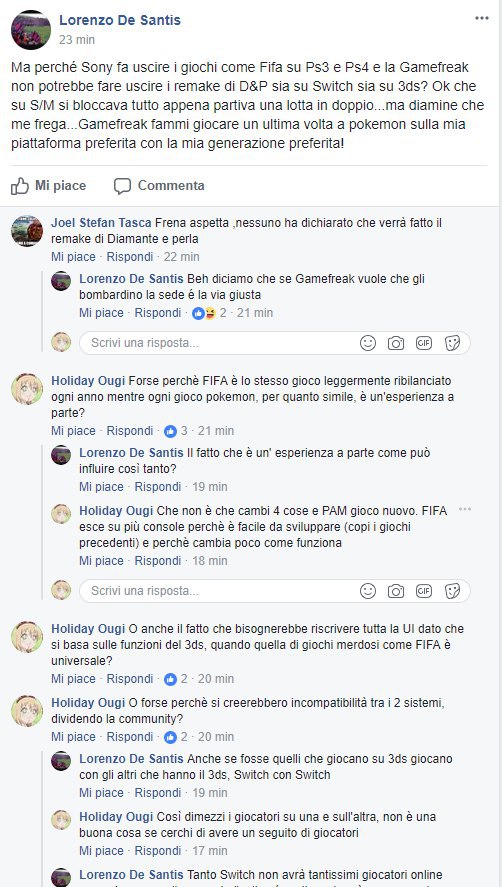 Lorenzo De Santis
23 min
Ma perché Sony fa uscire i giochi come Fifa su Ps3 e Ps4 e la Gamefreak
non potrebbe fare uscire i remake di D&P sia su Switch sia su 3ds? Ok che
su S/M si bloccava tutto appena partiva una lotta in doppio...ma diamine che
me frega...Gamefreak fammi giocare un ultima volta a pokemon sulla mia
piattaforma preferita con la mia generazione preferita!
Mi piace Commenta
Joel Stefan Tasca Frena aspetta ,nessuno ha dichiarato che verrà fatto il
remake di Diamante e perla
Mi piace · Rispondi · 22 min
Lorenzo De Santis Beh diciamo che se Gamefreak vuole che gli
bombardino la sede é la via giusta
Mi piace · Rispondi · 2 · 21 min
Scrivi una risposta...
GIF
Holiday Ougi Forse perchè FIFA è lo stesso gioco leggermente ribilanciato
ogni anno mentre ogni gioco pokemon, per quanto simile, è un'esperienza a
parte?
Mi piace · Rispondi · 3 · 21 min
Lorenzo De Santis Il fatto che è un' esperienza a parte come può
influire così tanto?
Mi piace · Rispondi · 19 min
Holiday Ougi Che non è che cambi 4 cose e PAM gioco nuovo. FIFA
esce su più console perchè è facile da sviluppare (copi i giochi
precedenti) e perchè cambia poco come funziona
Mi piace · Rispondi · 18 min
Scrivi una risposta...
GIF
Holiday Ougi O anche il fatto che bisognerebbe riscrivere tutta la UI dato che
si basa sulle funzioni del 3ds, quando quella di giochi merdosi come FIFA è
universale?
Mi piace · Rispondi · 2 · 20 min
Holiday Ougi O forse perchè si creerebbero incompatibilità tra i 2 sistemi,
dividendo la community?
Mi piace · Rispondi · 2 · 20 min
Lorenzo De Santis Anche se fosse quelli che giocano su 3ds giocano
con gli altri che hanno il 3ds, Switch con Switch
Mi piace · Rispondi · 19 min
Holiday Ougi Così dimezzi i giocatori su una e sull'altra, non è una
buona cosa se cerchi di avere un seguito di giocatori
Mi piace · Rispondi · 17 min
Lorenzo De Santis Tanto Switch non avrà tantissimi giocatori online